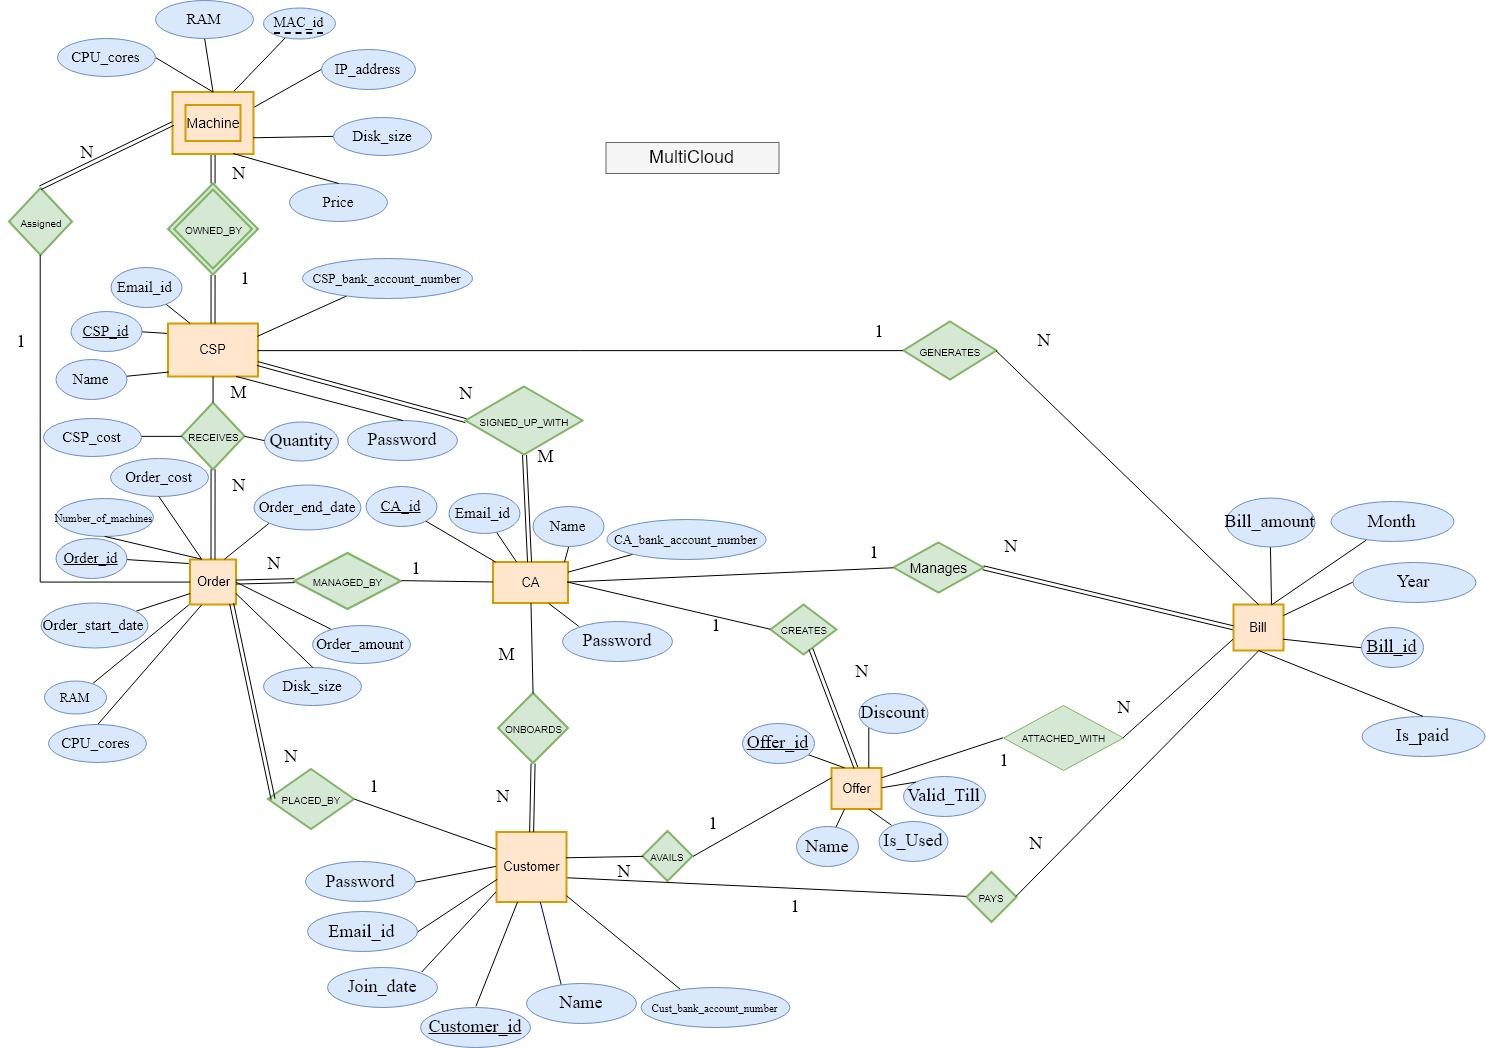 RAM
MAC_id
CPU_cores
IP_address
Machine
Disk_size
N
MultiCloud
N
Price
Assigned
OWNED_BY
1
Email_id
CSP_bank_account_number
CSP_id
1
CSP
1
GENERATES
N
Name
M
N
SIGNED_UP_WITH
CSP_cost
RECEIVES
Quantity
Password
M
Order_cost
N
Order_end_date
CA_id
Email_id
Name
CA_bank_account_number
Number_of_machines
Order_id
Bill_amount
Month
N
1
1
N
Order
MANAGED_BY
CA
Manages
Year
Order_start_date
Order_amount
Password
1
CREATES
Bill
Bill_id
M
N
RAM
Disk_size
CPU_cores
ONBOARDS
Offer_id
Discount
N
ATTACHED_WITH
Is_paid
N
1
1
PLACED_BY
N
Offer
Valid_Till
1
Name
Is_Used
N
Customer
AVAILS
N
Password
1
PAYS
Email_id
Join_date
Name
Cust_bank_account_number
Customer_id